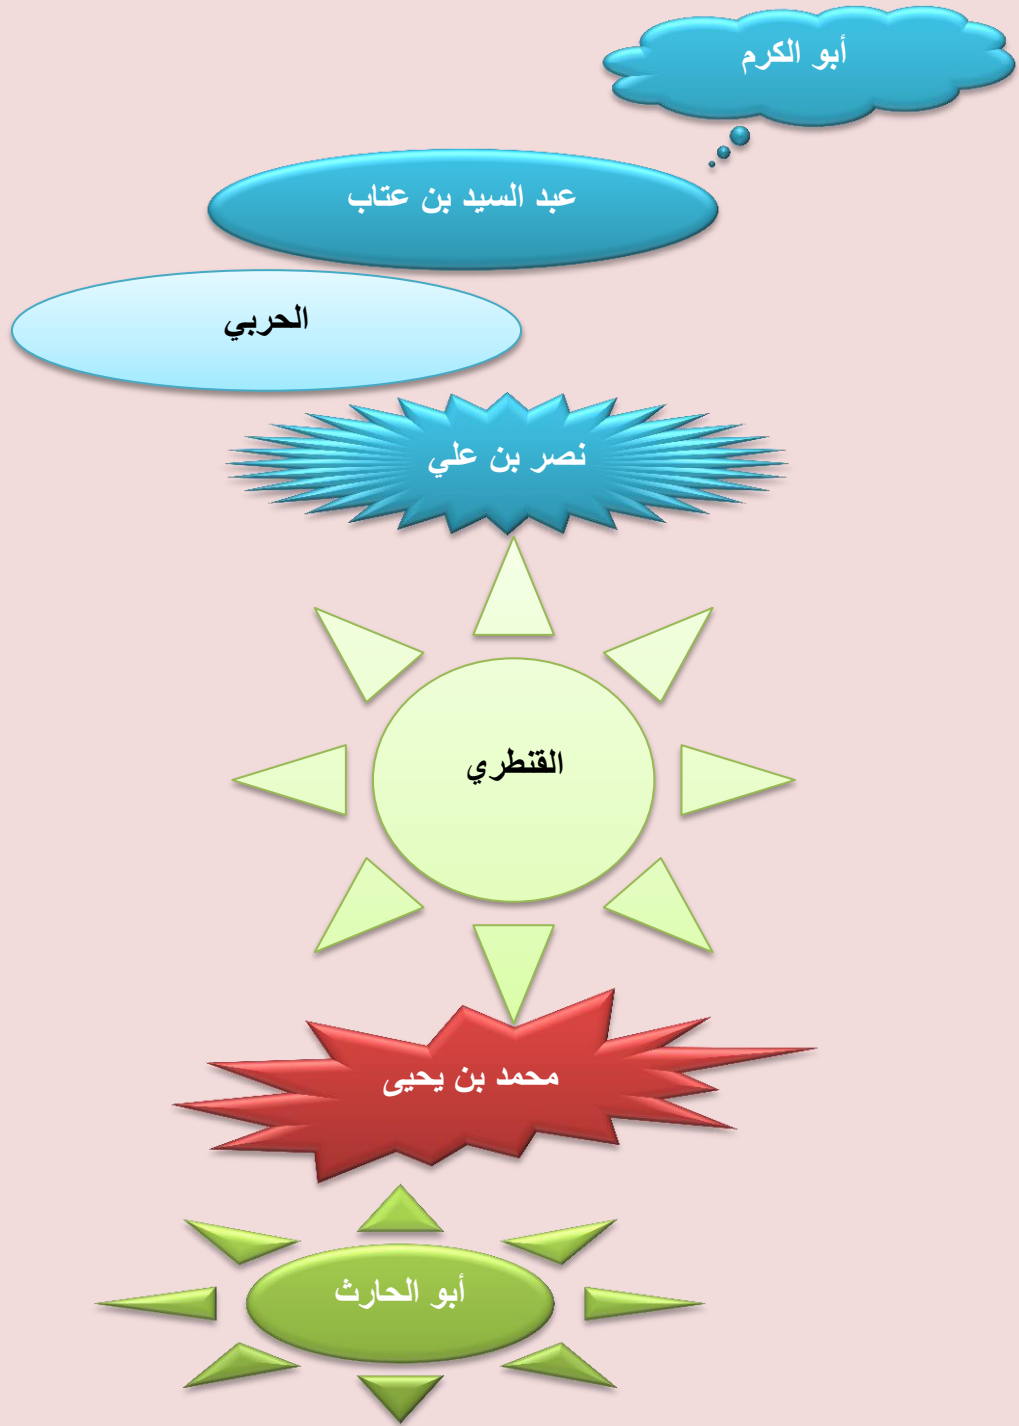 أبو الكرم
عبد السيد بن عتاب
الحربي
نصر بن علي
القنطري
محمد بن يحيى
أبو الحارث